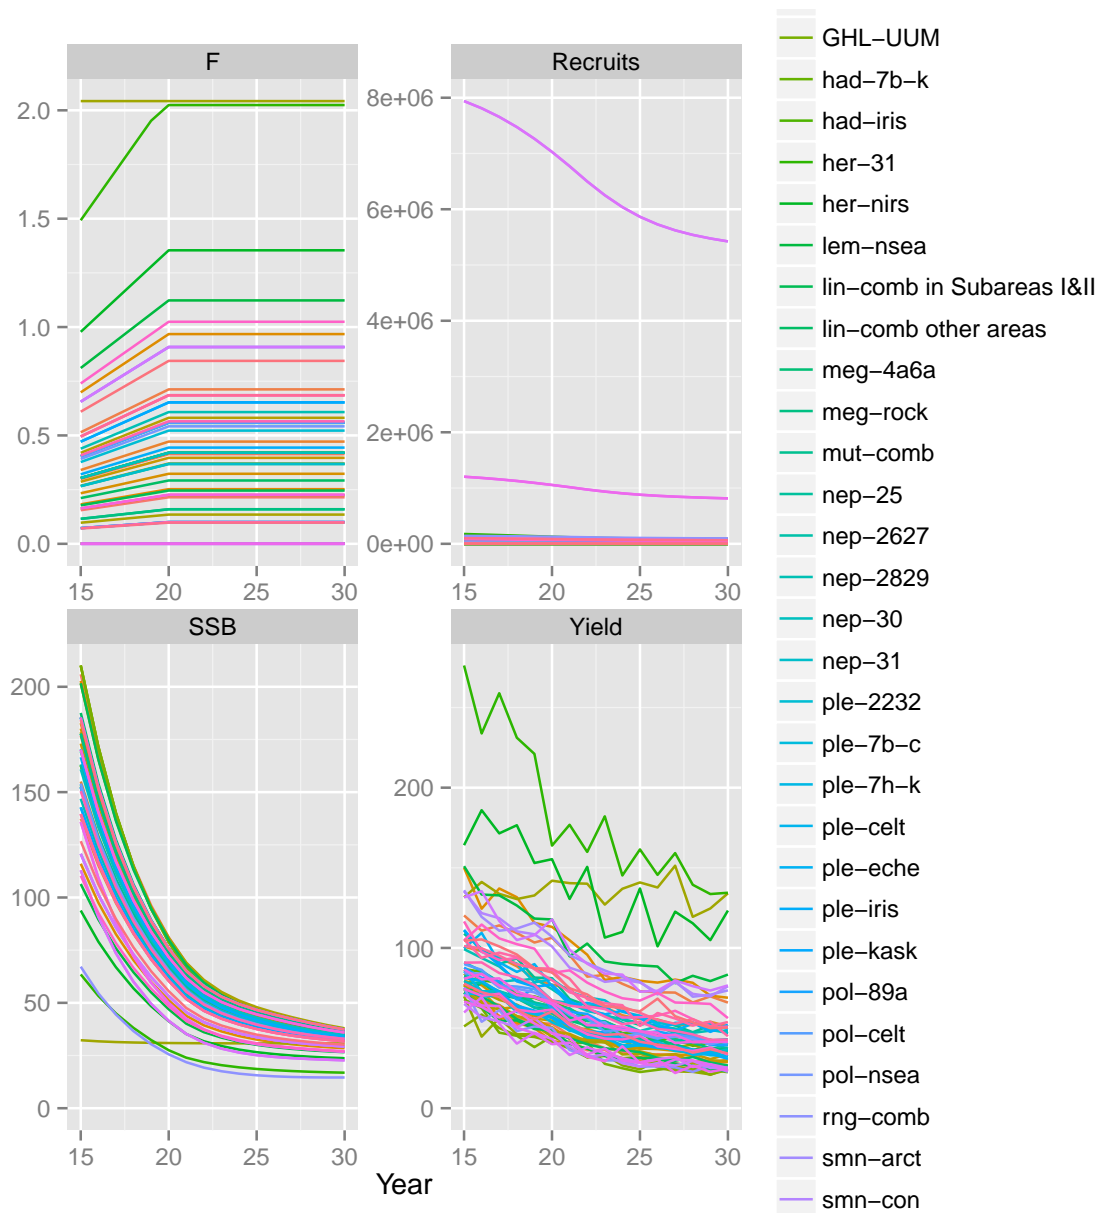 F
2.0
1.5
1.0
0.5
0.0
15 20 25 30
Recruits
8e+06
6e+06
4e+06
2e+06
0e+00
15 20 25 30
SSB
200
150
100
50
0
15 20 25 30
Yield
200
100
0
15 20 25 30
Year
GHL−UUM
had−7b−k
had−iris
her−31
her−nirs
lem−nsea
lin−comb in Subareas I&II
lin−comb other areas
meg−4a6a
meg−rock
mut−comb
nep−25
nep−2627
nep−2829
nep−30
nep−31
ple−2232
ple−7b−c
ple−7h−k
ple−celt
ple−eche
ple−iris
ple−kask
pol−89a
pol−celt
pol−nsea
rng−comb
smn−arct
smn−con